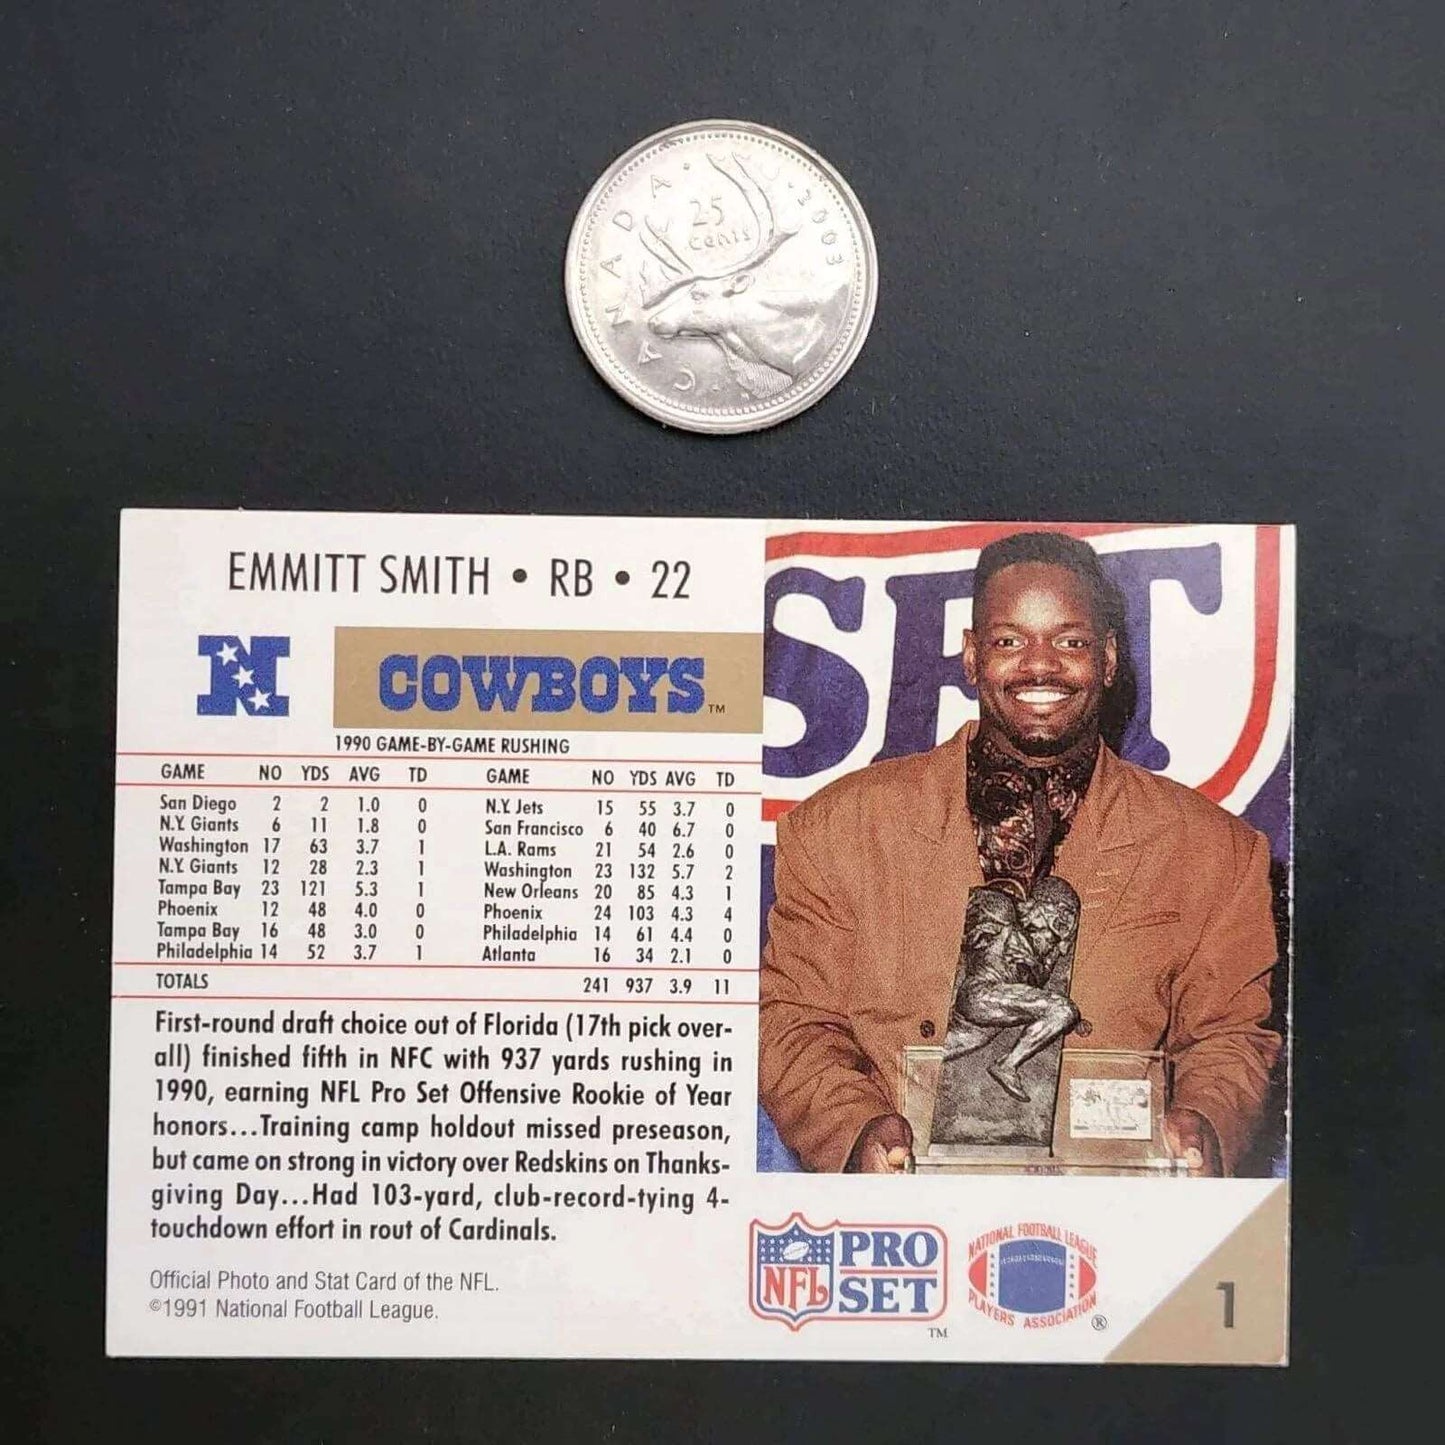 CANADA · 25 cents · 2003
EMMITT SMITH • RB • 22
N
COWBOYS™
1990 GAME-BY-GAME RUSHING
GAME NO YDS AVG TD GAME NO YDS AVG TD
San Diego 2 2 1.0 0 N.Y. Jets 15 55 3.7 0
N.Y. Giants 6 11 1.8 0 San Francisco 6 40 6.7 0
Washington 17 63 3.7 1 L.A. Rams 21 54 2.6 0
N.Y. Giants 12 28 2.3 1 Washington 23 132 5.7 2
Tampa Bay 23 121 5.3 1 New Orleans 20 85 4.3 1
Phoenix 12 48 4.0 0 Phoenix 24 103 4.3 4
Tampa Bay 16 48 3.0 0 Philadelphia 14 61 4.4 0
Philadelphia 14 52 3.7 1 Atlanta 16 34 2.1 0
TOTALS 241 937 3.9 11
First-round draft choice out of Florida (17th pick over-
all) finished fifth in NFC with 937 yards rushing in
1990, earning NFL Pro Set Offensive Rookie of Year
honors...Training camp holdout missed preseason,
but came on strong in victory over Redskins on Thanks-
giving Day...Had 103-yard, club-record-tying 4-
touchdown effort in rout of Cardinals.
Official Photo and Stat Card of the NFL.
©1991 National Football League.
SET
NFL PRO SET ™
NATIONAL FOOTBALL LEAGUE
PLAYERS ASSOCIATION ®
1